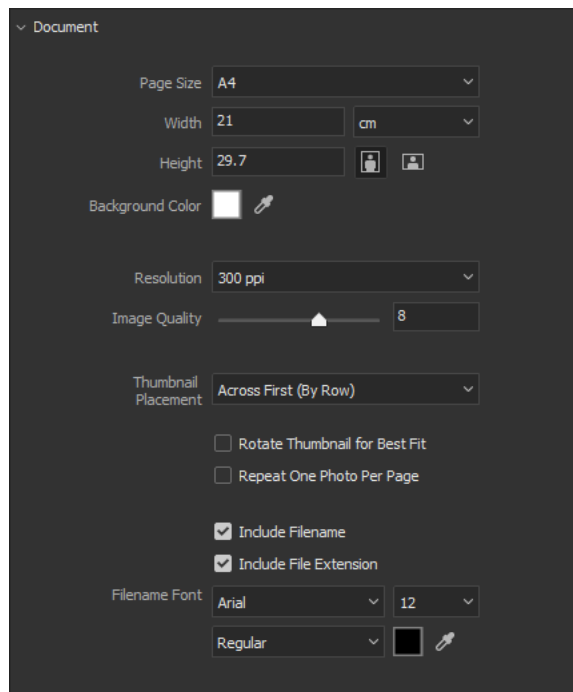 Document
Page Size A4
Width 21 cm
Height 29.7
Background Color
Resolution 300 ppi
Image Quality 8
Thumbnail
Placement Across First (By Row)
Rotate Thumbnail for Best Fit
Repeat One Photo Per Page
Include Filename
Include File Extension
Filename Font Arial 12
Regular